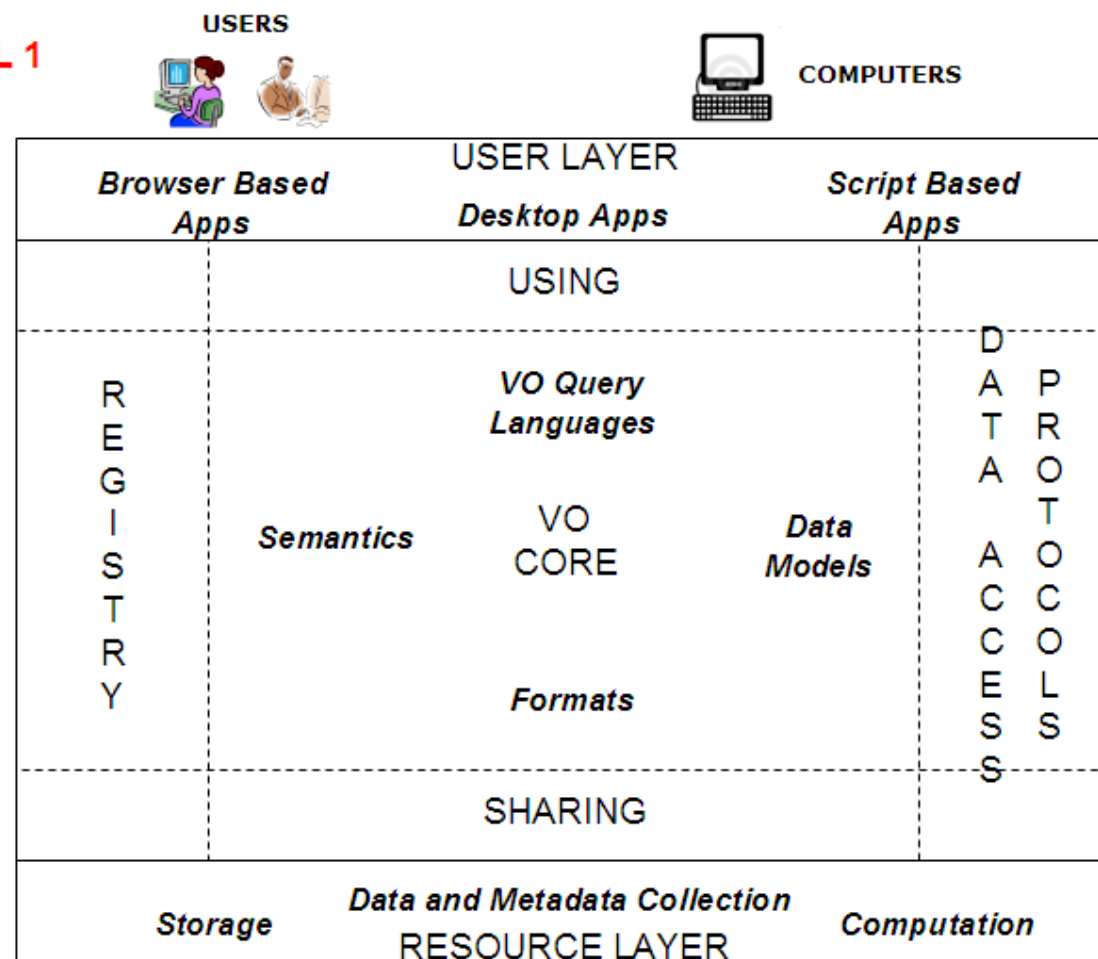 1
USERS
COMPUTERS
USER LAYER
Browser Based
Apps
Desktop Apps
Script Based
Apps
USING
REGISTRY
VO Query
Languages
Semantics
VO
CORE
Data
Models
Formats
DATA ACCESS
PROTOCOLS
SHARING
Storage
Data and Metadata Collection
Computation
RESOURCE LAYER